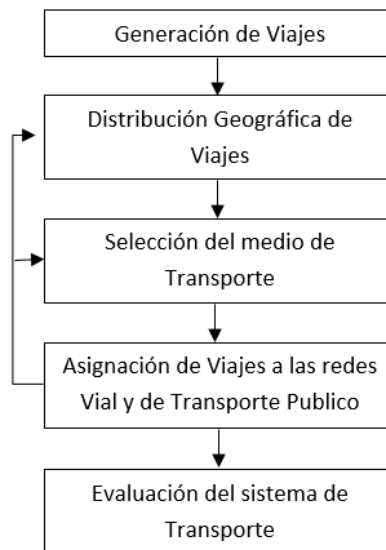 Generación de Viajes
Distribución Geográfica de
Viajes
Selección del medio de
Transporte
Asignación de Viajes a las redes
Vial y de Transporte Publico
Evaluación del sistema de
Transporte